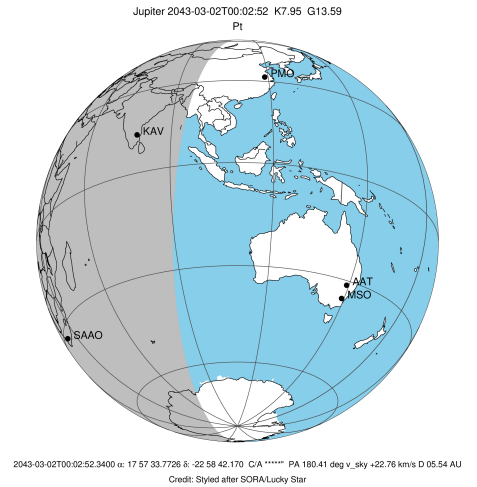 Jupiter 2043-03-02T00:02:52 K7.95 G13.59
Pt
PMO
KAV
AAT
MSO
SAAO
2043-03-02T00:02:52.3400 α: 17 57 33.7726 δ: -22 58 42.170 C/A *****" PA 180.41 deg v_sky +22.76 km/s D 05.54 AU
Credit: Styled after SORA/Lucky Star